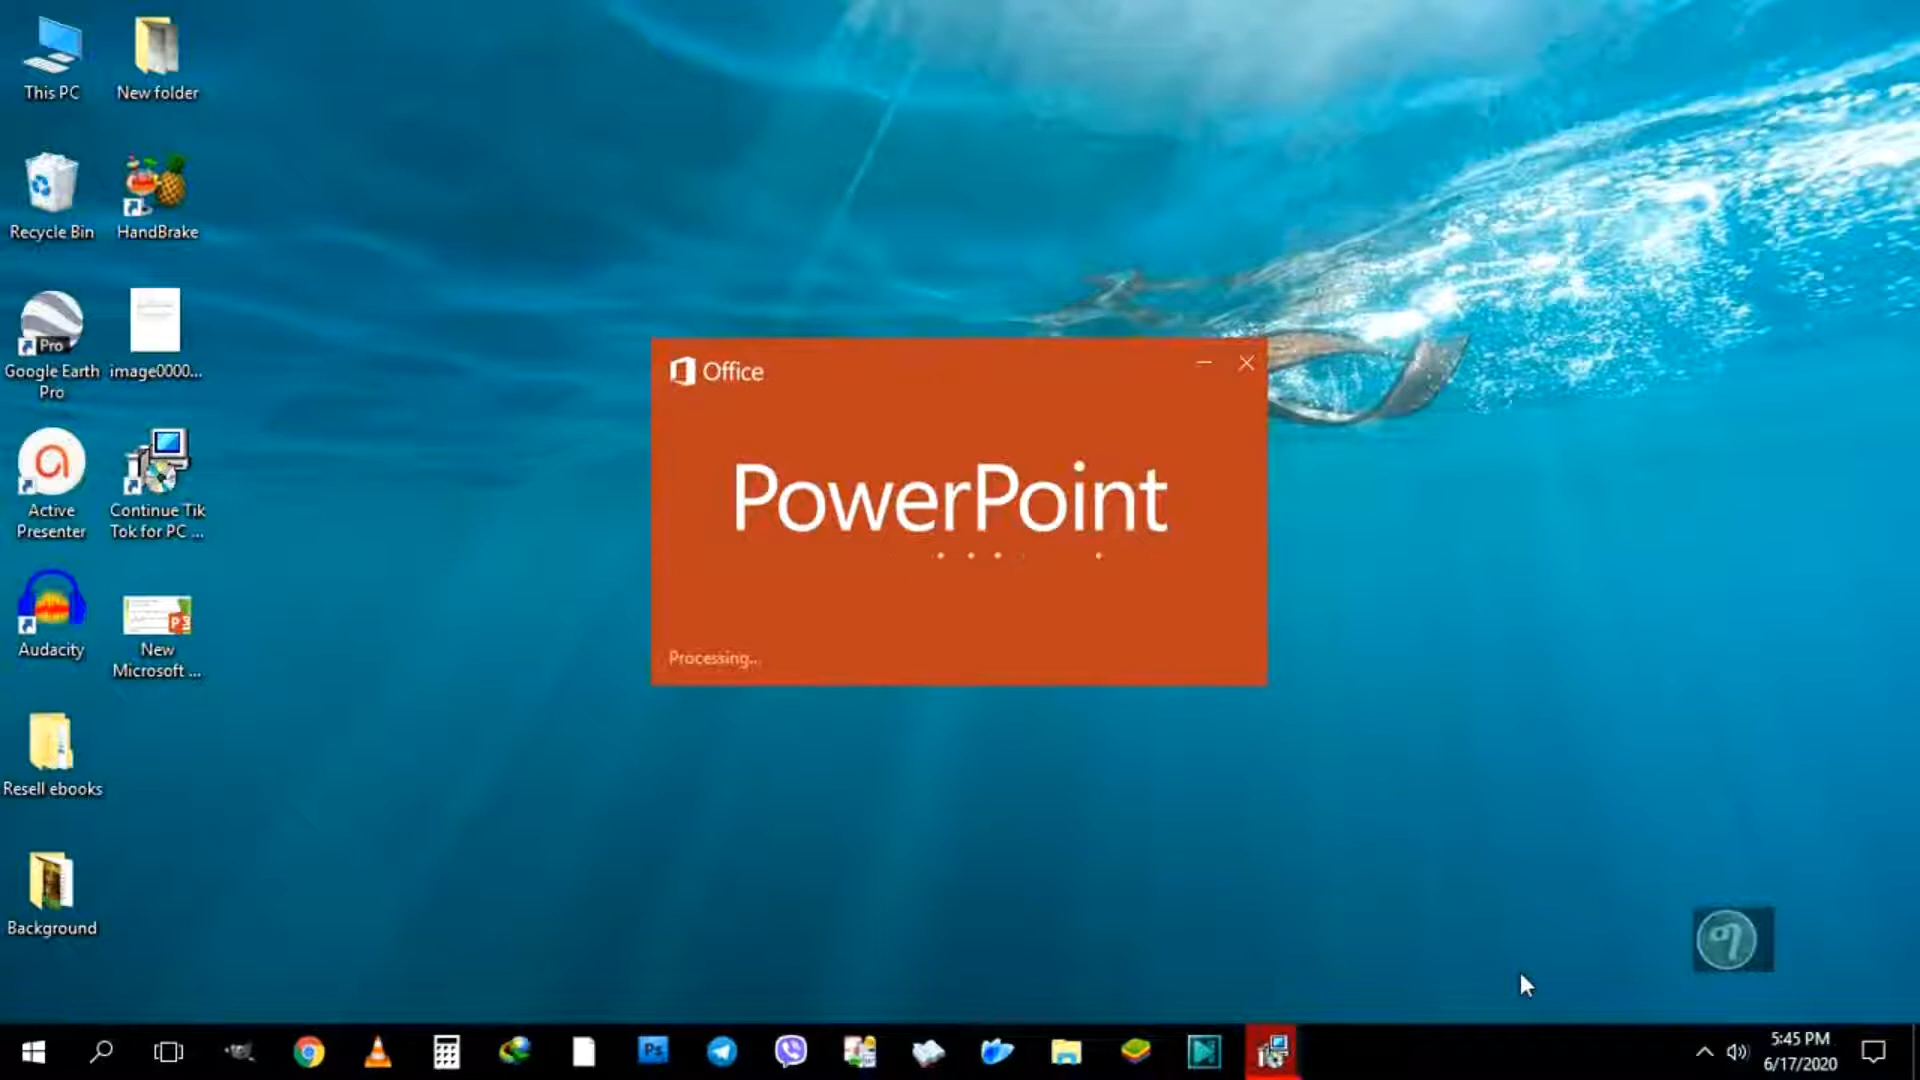 This PC
New folder
Recycle Bin
HandBrake
Pro
Google Earth
Pro
image0000...
Active
Presenter
Continue Tik
Tok for PC ...
Audacity
New
Microsoft ...
Resell ebooks
Background
Office
PowerPoint
Processing...
Ps
5:45 PM
6/17/2020